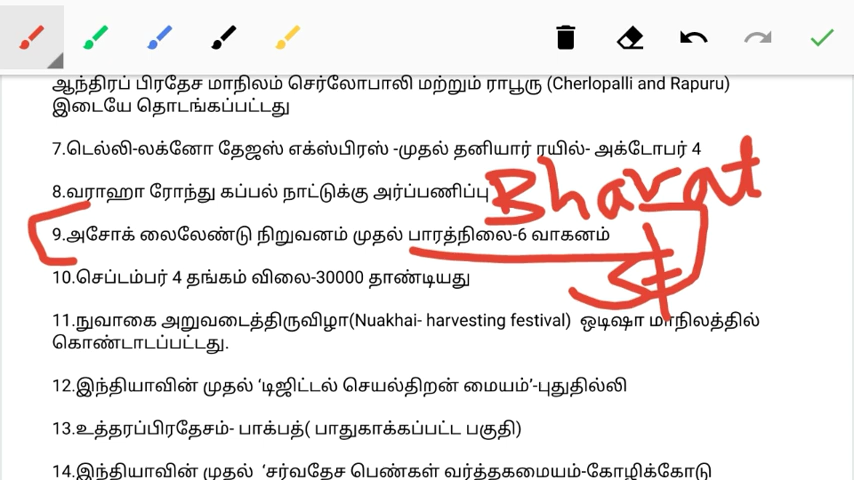 ஆந்திரப் பிரதேச மாநிலம் செர்லோபாலி மற்றும் ராபூரு (Cherlopalli and Rapuru)
இடையே தொடங்கப்பட்டது
7.டெல்லி-லக்னோ தேஜஸ் எக்ஸ்பிரஸ் -முதல் தனியார் ரயில்- அக்டோபர் 4
8.வராஹா ரோந்து கப்பல் நாட்டுக்கு அர்ப்பணிப்பு Bharat
9.அசோக் லைலேண்டு நிறுவனம் முதல் பாரத்நிலை-6 வாகனம்
10.செப்டம்பர் 4 தங்கம் விலை-30000 தாண்டியது
11.நுவாகை அறுவடைத்திருவிழா(Nuakhai- harvesting festival) ஒடிஷா மாநிலத்தில்
கொண்டாடப்பட்டது.
12.இந்தியாவின் முதல் ‘டிஜிட்டல் செயல்திறன் மையம்’-புதுதில்லி
13.உத்தரப்பிரதேசம்- பாக்பத்( பாதுகாக்கப்பட்ட பகுதி)
14.இந்தியாவின் முதல் ‘சர்வதேச பெண்கள் வர்த்தகமையம்-கோழிக்கோடு